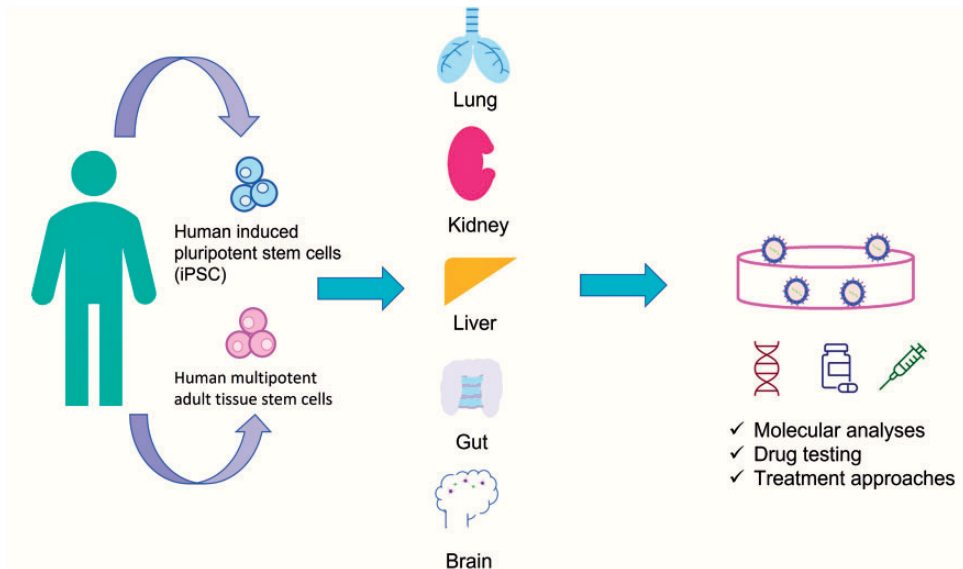 Human induced
pluripotent stem cells
(iPSC)
Human multipotent
adult tissue stem cells
Lung
Kidney
Liver
Gut
Brain
✓ Molecular analyses
✓ Drug testing
✓ Treatment approaches